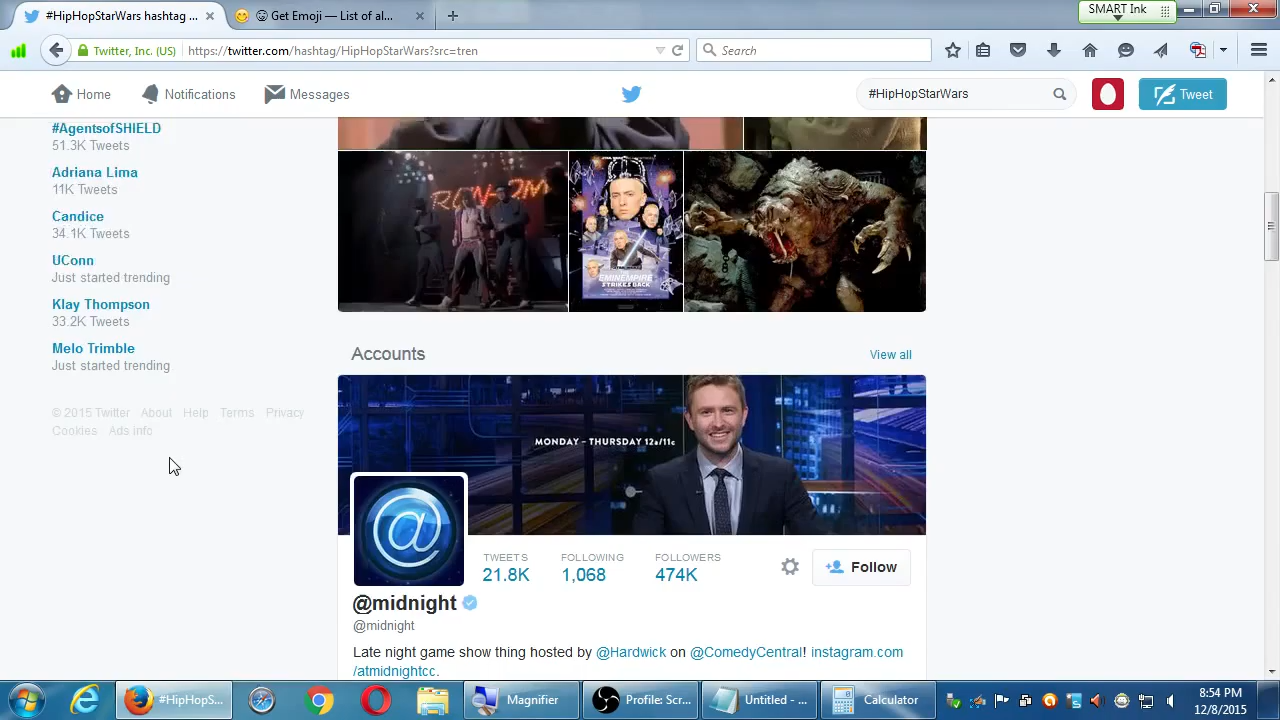 SMART Ink
#HipHopStarWars hashtag ...
Get Emoji — List of al...
Twitter, Inc. (US)
https://twitter.com/hashtag/HipHopStarWars?src=tren
Search
Home
Notifications
Messages
#HipHopStarWars
Tweet
#AgentsofSHIELD
51.3K Tweets
Adriana Lima
11K Tweets
Candice
34.1K Tweets
UConn
Just started trending
Klay Thompson
33.2K Tweets
Melo Trimble
Just started trending
© 2015 Twitter About Help Terms Privacy
Cookies Ads info
EMINEMPIRE
STRIKES BACK
Accounts
View all
MONDAY – THURSDAY 12a/11c
@
TWEETS
21.8K
FOLLOWING
1,068
FOLLOWERS
474K
Follow
@midnight
@midnight
Late night game show thing hosted by @Hardwick on @ComedyCentral! instagram.com
/atmidnightcc.
#HipHopS...
Magnifier
Profile: Scr...
Untitled - ...
Calculator
8:54 PM
12/8/2015